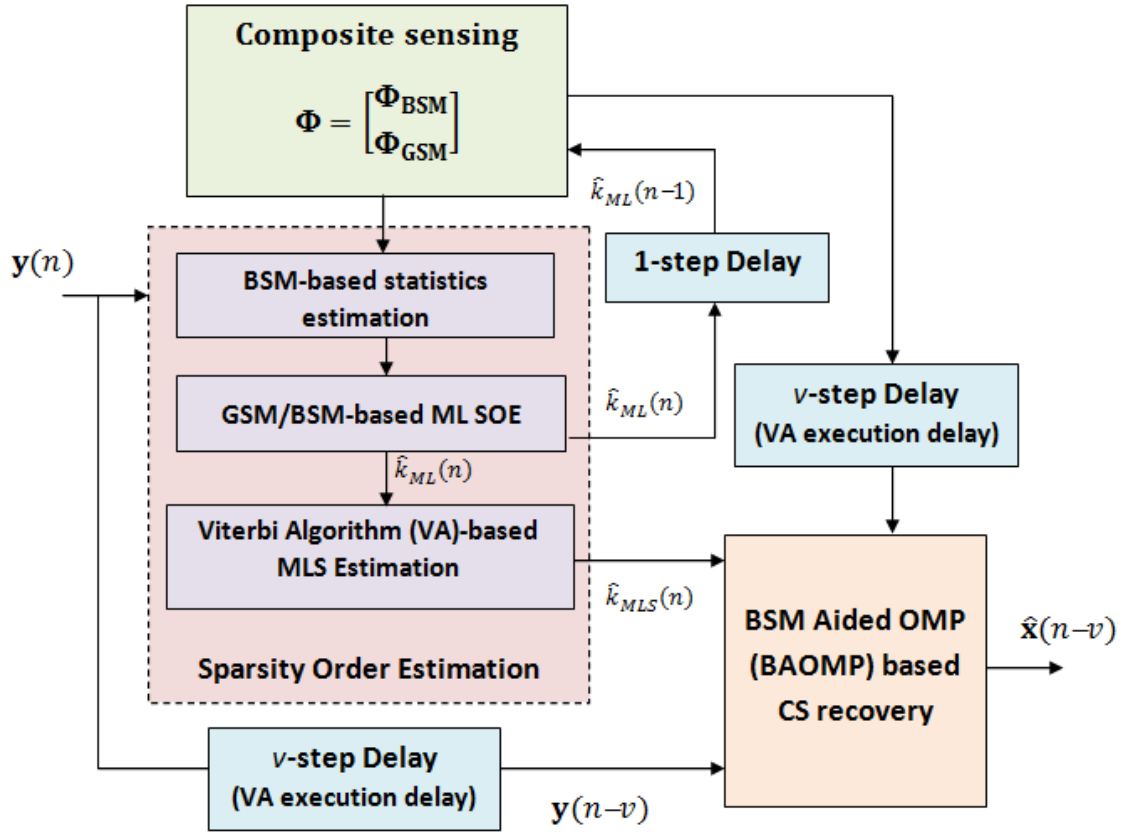 Composite sensing
Φ = [Φ_BSM
Φ_GSM]
k̂_ML(n−1)
y(n)
BSM-based statistics
estimation
1-step Delay
GSM/BSM-based ML SOE
k̂_ML(n)
k̂_ML(n)
v-step Delay
(VA execution delay)
Viterbi Algorithm (VA)-based
MLS Estimation
k̂_MLS(n)
Sparsity Order Estimation
BSM Aided OMP
(BAOMP) based
CS recovery
x̂(n−v)
v-step Delay
(VA execution delay)
y(n−v)